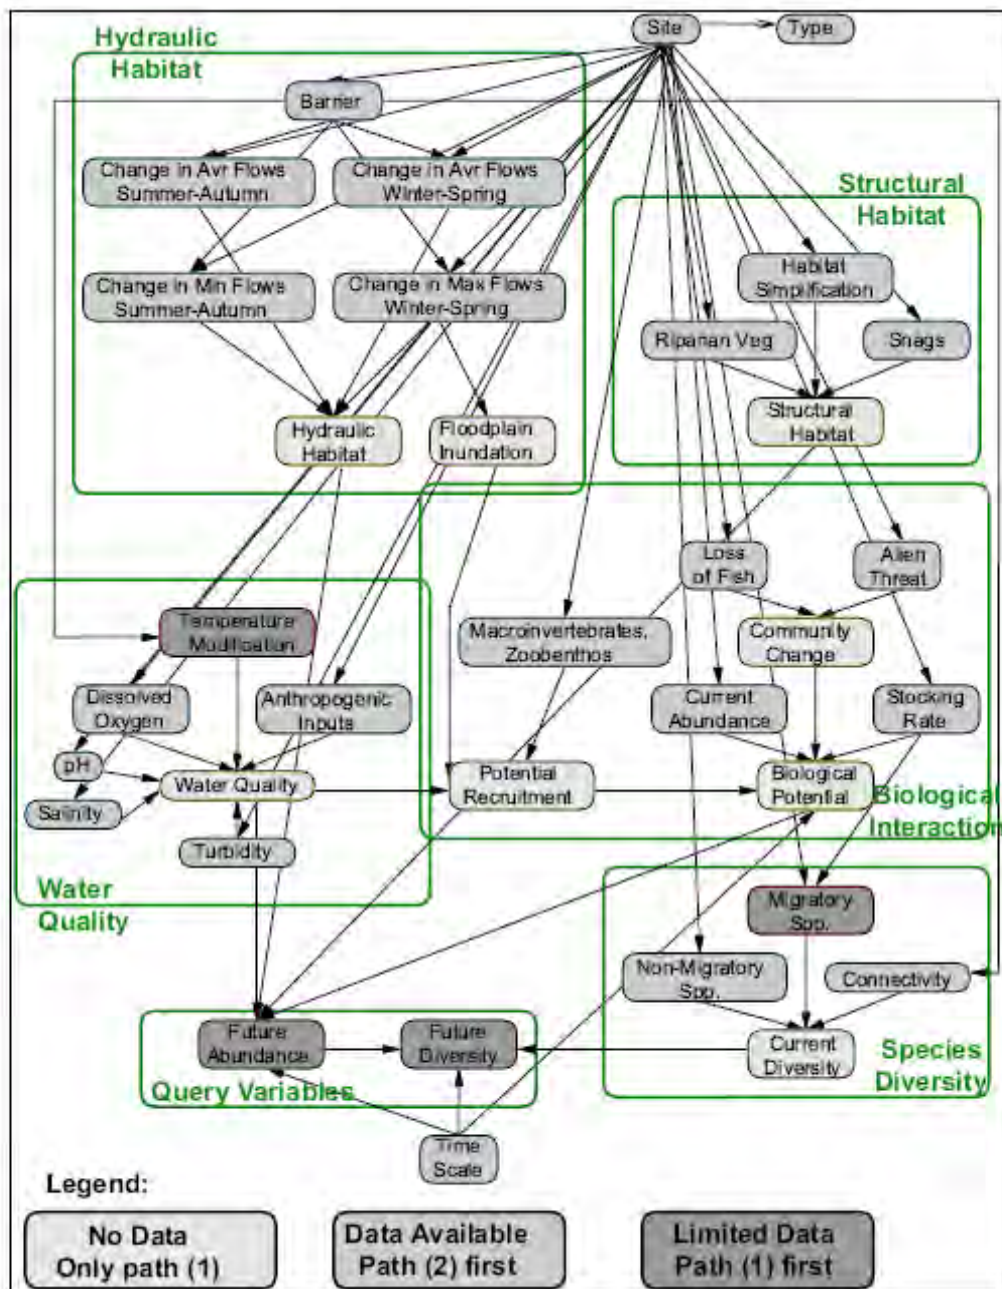 Hydraulic
Habitat
Site
Type
Barrier
Change in Avr Flows
Summer-Autumn
Change in Avr Flows
Winter-Spring
Structural
Habitat
Change in Min Flows
Summer-Autumn
Change in Max Flows
Winter-Spring
Habitat
Simplification
Riparian Veg
Snags
Hydraulic
Habitat
Floodplain
Inundation
Structural
Habitat
Loss
of Fish
Alien
Threat
Temperature
Modification
Macroinvertebrates,
Zoobenthos
Community
Change
Dissolved
Oxygen
Anthropogenic
Inputs
Current
Abundance
Stocking
Rate
pH
Water Quality
Potential
Recruitment
Biological
Potential
Biological
Interaction
Salinity
Turbidity
Water
Quality
Migratory
Spp.
Non-Migratory
Spp.
Connectivity
Future
Abundance
Future
Diversity
Current
Diversity
Species
Diversity
Query Variables
Time
Scale
Legend:
No Data
Only path (1)
Data Available
Path (2) first
Limited Data
Path (1) first